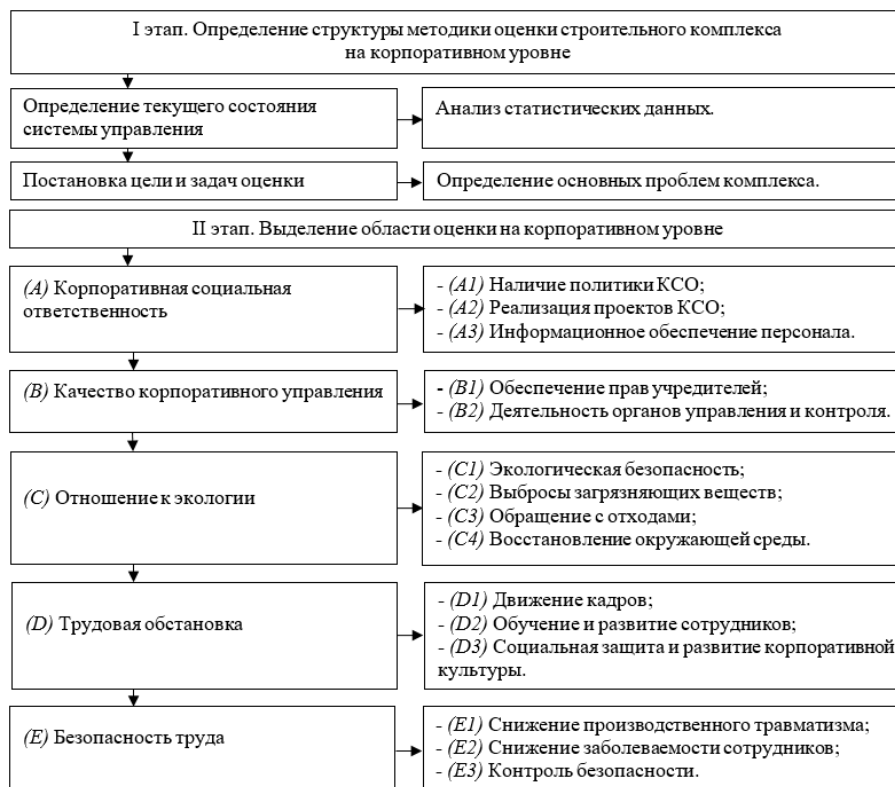 I этап. Определение структуры методики оценки строительного комплекса
на корпоративном уровне
Определение текущего состояния
системы управления
Анализ статистических данных.
Постановка цели и задач оценки
Определение основных проблем комплекса.
II этап. Выделение области оценки на корпоративном уровне
(A) Корпоративная социальная
ответственность
- (A1) Наличие политики КСО;
- (A2) Реализация проектов КСО;
- (A3) Информационное обеспечение персонала.
(B) Качество корпоративного управления
- (B1) Обеспечение прав учредителей;
- (B2) Деятельность органов управления и контроля.
(C) Отношение к экологии
- (C1) Экологическая безопасность;
- (C2) Выбросы загрязняющих веществ;
- (C3) Обращение с отходами;
- (C4) Восстановление окружающей среды.
(D) Трудовая обстановка
- (D1) Движение кадров;
- (D2) Обучение и развитие сотрудников;
- (D3) Социальная защита и развитие корпоративной
культуры.
(E) Безопасность труда
- (E1) Снижение производственного травматизма;
- (E2) Снижение заболеваемости сотрудников;
- (E3) Контроль безопасности.